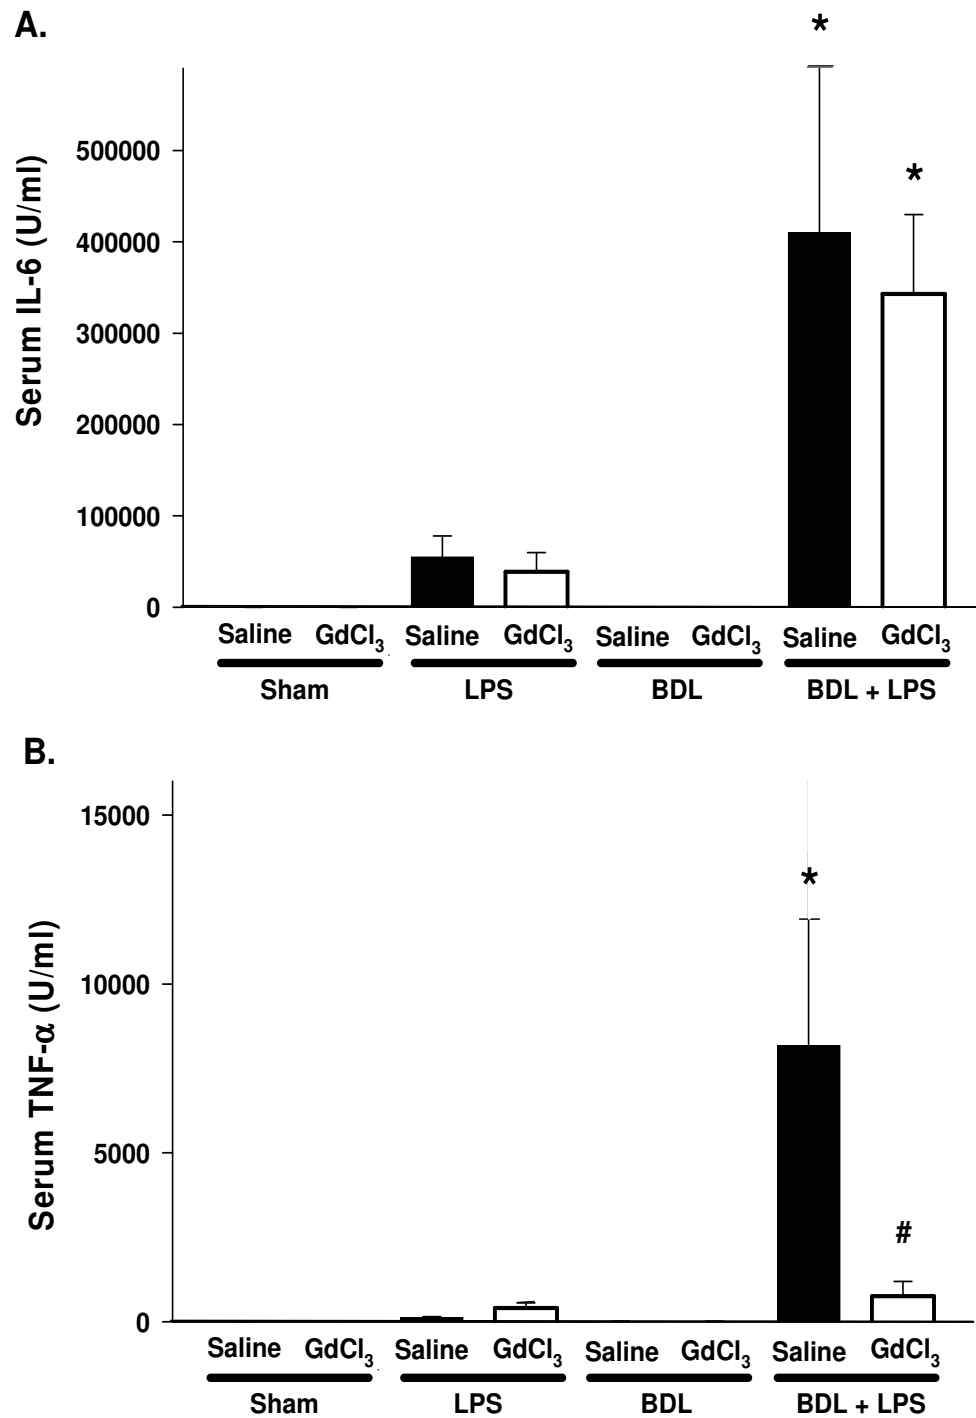 A.
*
*
Serum IL-6 (U/ml)
500000
400000
300000
200000
100000
0
Saline GdCl3 Saline GdCl3 Saline GdCl3 Saline GdCl3
Sham LPS BDL BDL + LPS
B.
*
#
Serum TNF-α (U/ml)
15000
10000
5000
0
Saline GdCl3 Saline GdCl3 Saline GdCl3 Saline GdCl3
Sham LPS BDL BDL + LPS